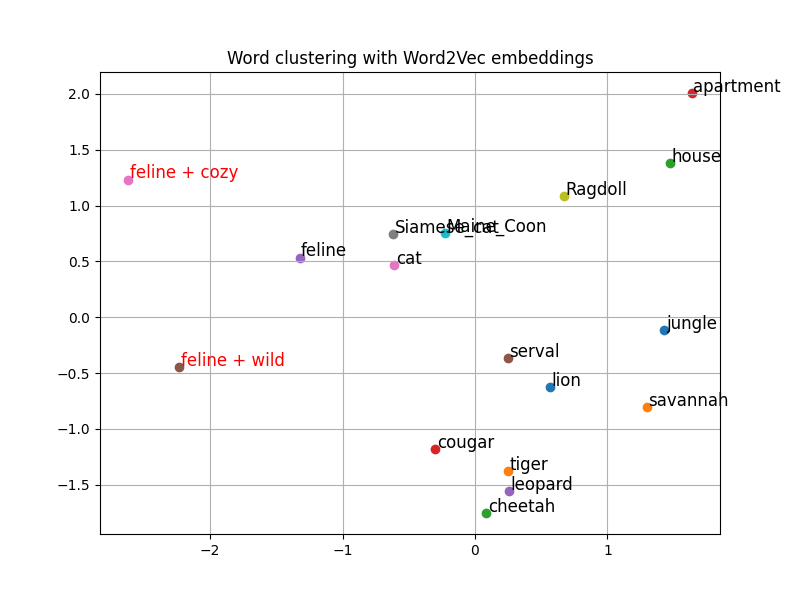 Word clustering with Word2Vec embeddings
2.0
apartment
1.5
house
feline + cozy
Ragdoll
1.0
Siamese_cat
Maine_Coon
feline
0.5
cat
0.0
jungle
serval
feline + wild
−0.5
lion
savannah
−1.0
cougar
tiger
−1.5
leopard
cheetah
−2 −1 0 1